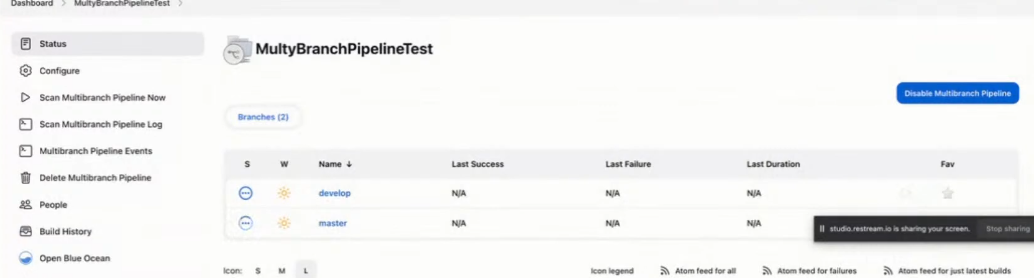 Dashboard > MultyBranchPipelineTest >
Status
Configure
Scan Multibranch Pipeline Now
Scan Multibranch Pipeline Log
Multibranch Pipeline Events
Delete Multibranch Pipeline
People
Build History
Open Blue Ocean
MultyBranchPipelineTest
Disable Multibranch Pipeline
Branches (2)
S W Name ↓ Last Success Last Failure Last Duration Fav
develop N/A N/A N/A
master N/A N/A N/A
studio.restream.io is sharing your screen. Stop sharing
Icon: S M L Icon legend Atom feed for all Atom feed for failures Atom feed for just latest builds